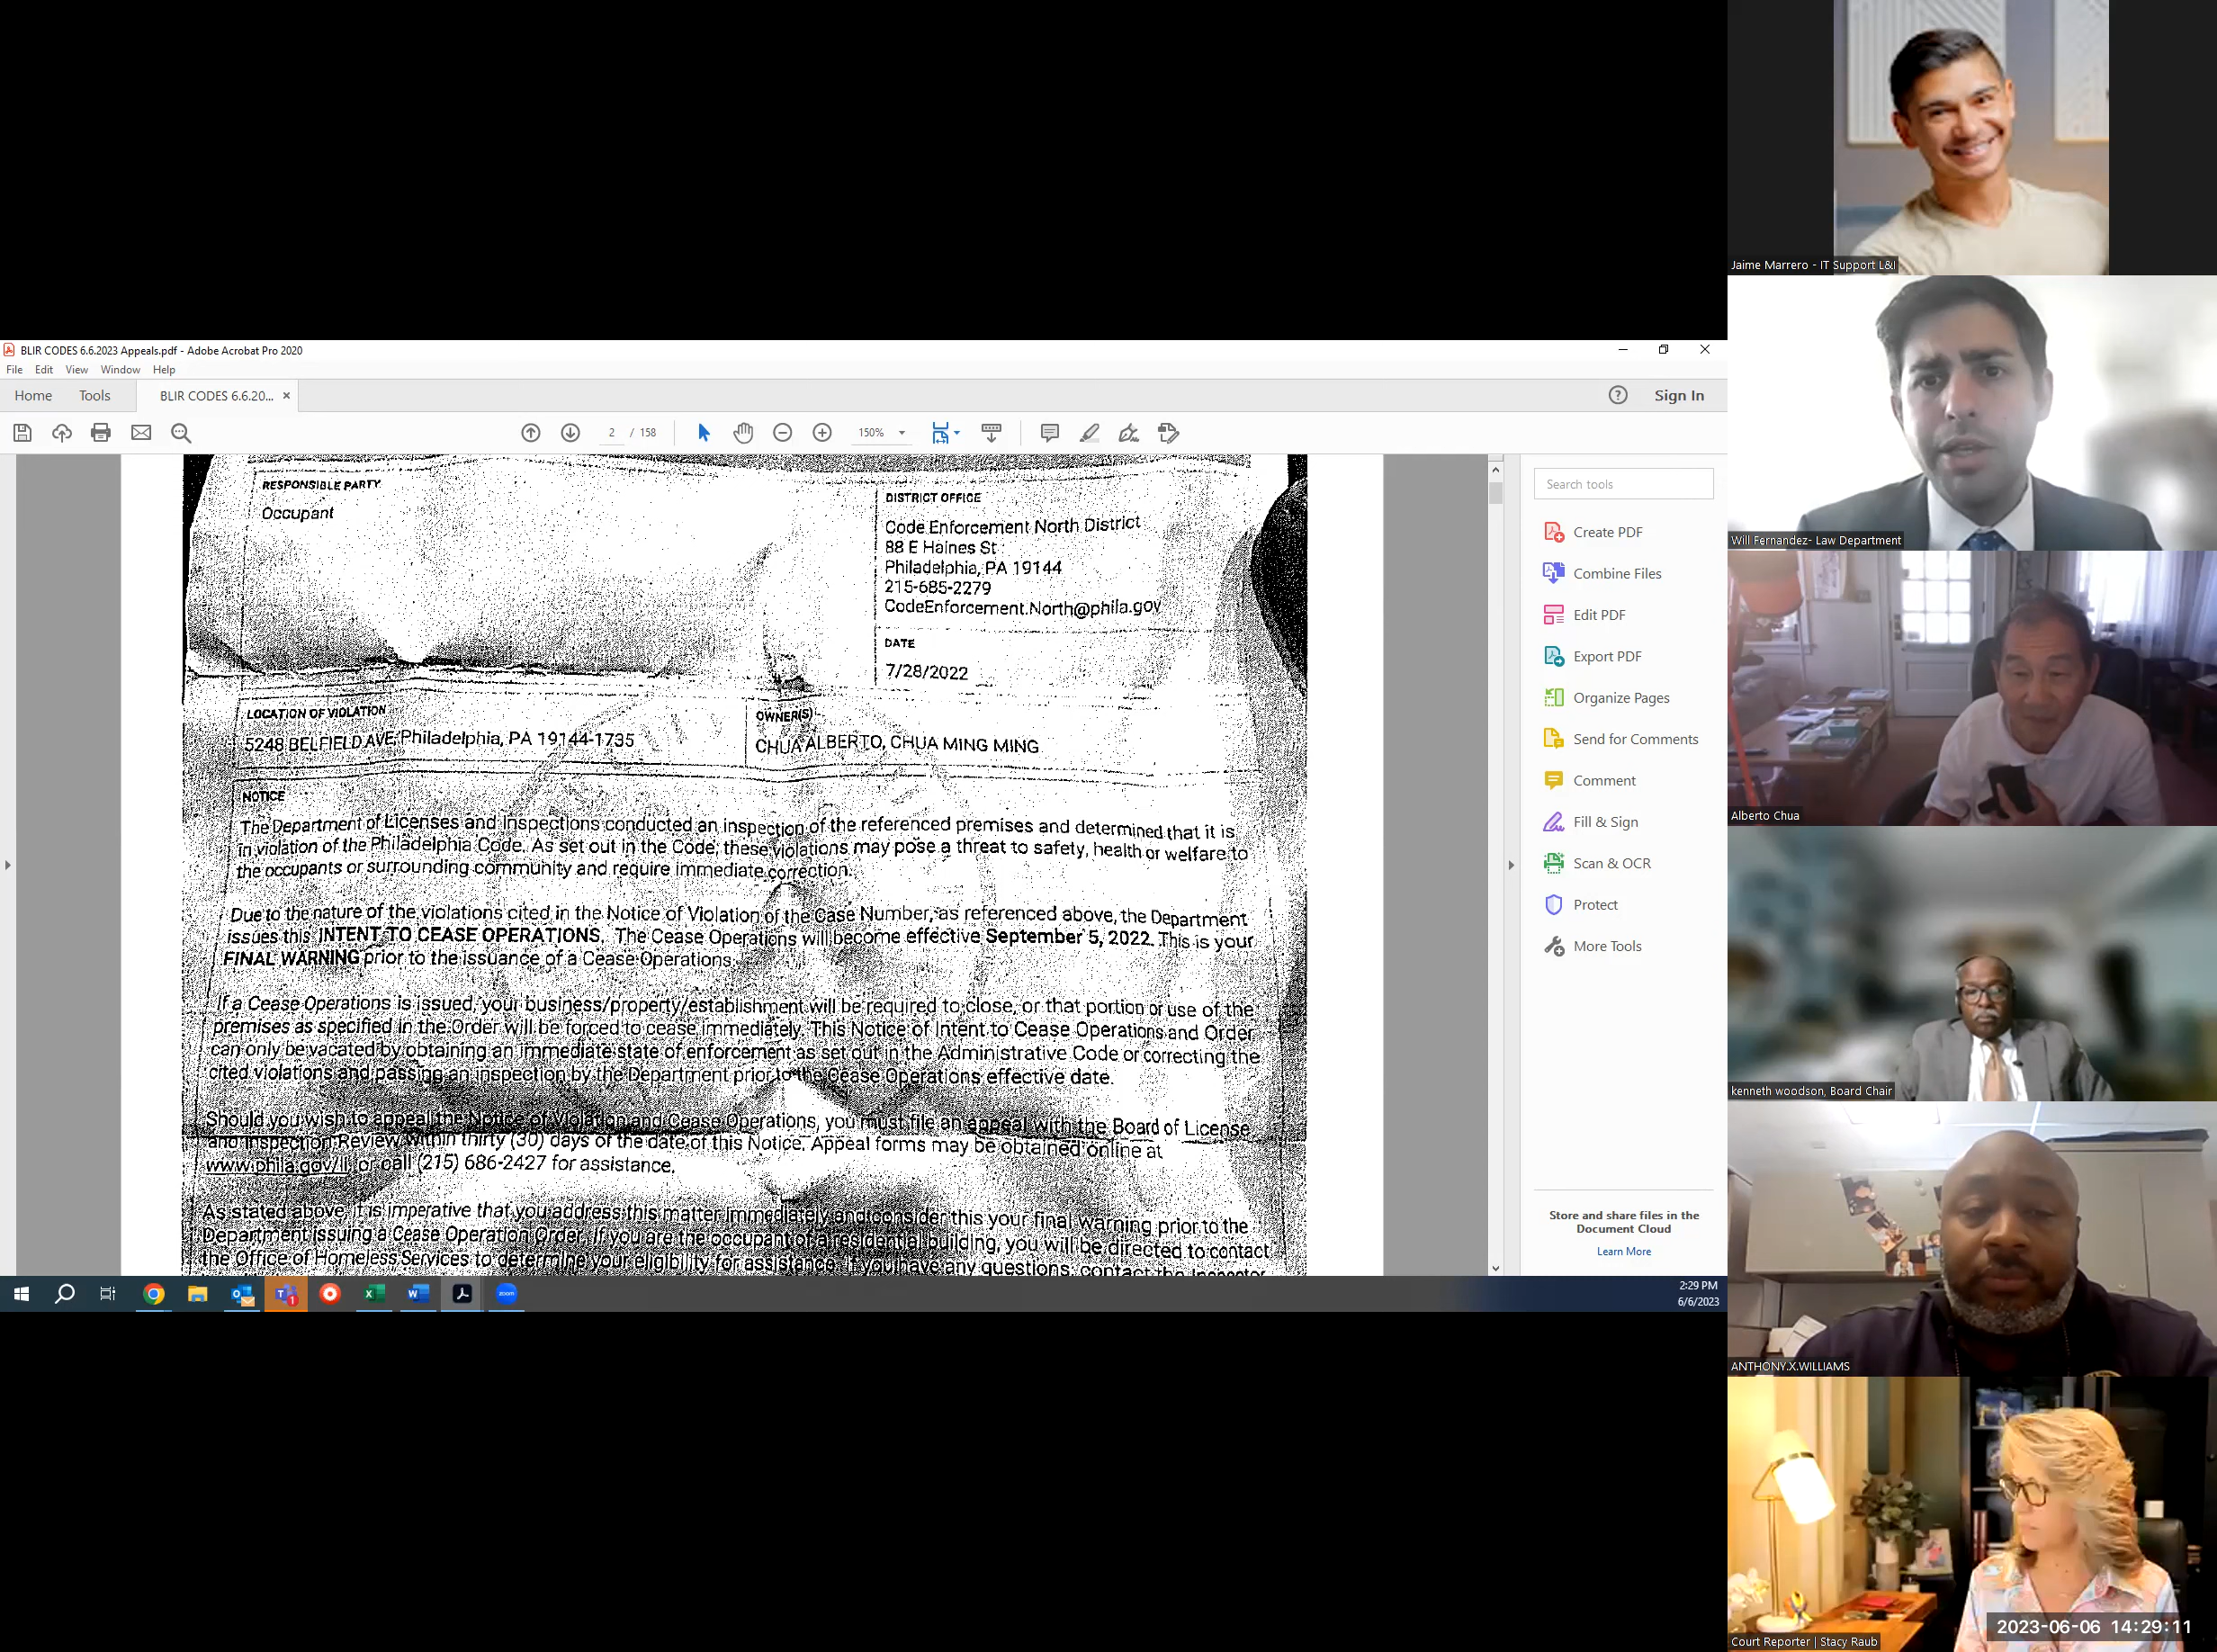 BLIR CODES 6.6.2023 Appeals.pdf - Adobe Acrobat Pro 2020
File Edit View Window Help
Home Tools BLIR CODES 6.6.20... ×
? Sign In
2 / 158 150%
RESPONSIBLE PARTY
Occupant
DISTRICT OFFICE
Code Enforcement North District
88 E Haines St
Philadelphia, PA 19144
215-685-2279
CodeEnforcement.North@phila.gov
DATE
7/28/2022
LOCATION OF VIOLATION
5248 BELFIELD AVE, Philadelphia, PA 19144-1735
OWNER(S)
CHUA ALBERTO, CHUA MING MING
NOTICE
The Department of Licenses and Inspections conducted an inspection of the referenced premises and determined that it is
in violation of the Philadelphia Code. As set out in the Code, these violations may pose a threat to safety, health or welfare to
the occupants or surrounding community and require immediate correction.
Due to the nature of the violations cited in the Notice of Violation of the Case Number, as referenced above, the Department
issues this INTENT TO CEASE OPERATIONS. The Cease Operations will become effective September 5, 2022. This is your
FINAL WARNING prior to the issuance of a Cease Operations.
If a Cease Operations is issued, your business/property/establishment will be required to close, or that portion or use of the
premises as specified in the Order will be forced to cease immediately. This Notice of Intent to Cease Operations and Order
can only be vacated by obtaining an immediate state of enforcement as set out in the Administrative Code or correcting the
cited violations and passing an inspection by the Department prior to the Cease Operations effective date.
Should you wish to appeal the Notice of Violation and Cease Operations, you must file an appeal with the Board of License
and Inspection Review within thirty (30) days of the date of this Notice. Appeal forms may be obtained online at
www.phila.gov/li or call (215) 686-2427 for assistance.
As stated above, it is imperative that you address this matter immediately and consider this your final warning prior to the
Department issuing a Cease Operation Order. If you are the occupant of a residential building, you will be directed to contact
the Office of Homeless Services to determine your eligibility for assistance. If you have any questions, contact the Inspector
Search tools
Create PDF
Combine Files
Edit PDF
Export PDF
Organize Pages
Send for Comments
Comment
Fill & Sign
Scan & OCR
Protect
More Tools
Store and share files in the
Document Cloud
Learn More
2:29 PM
6/6/2023
Jaime Marrero - IT Support L&I
Will Fernandez- Law Department
Alberto Chua
kenneth woodson, Board Chair
ANTHONY.X.WILLIAMS
Court Reporter | Stacy Raub
2023-06-06 14:29:11